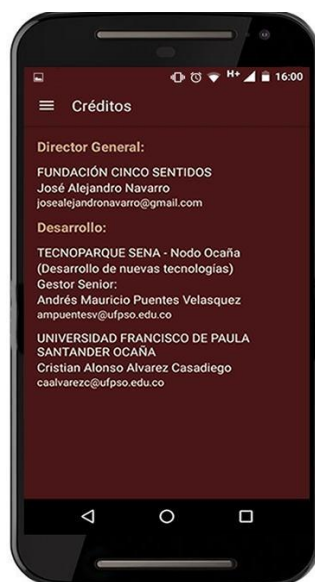 H+ 16:00
Créditos
Director General:
FUNDACIÓN CINCO SENTIDOS
José Alejandro Navarro
josealejandronavarro@gmail.com
Desarrollo:
TECNOPARQUE SENA - Nodo Ocaña
(Desarrollo de nuevas tecnologías)
Gestor Senior:
Andrés Mauricio Puentes Velasquez
ampuentesv@ufpso.edu.co
UNIVERSIDAD FRANCISCO DE PAULA
SANTANDER OCAÑA
Cristian Alonso Alvarez Casadiego
caalvarezc@ufpso.edu.co